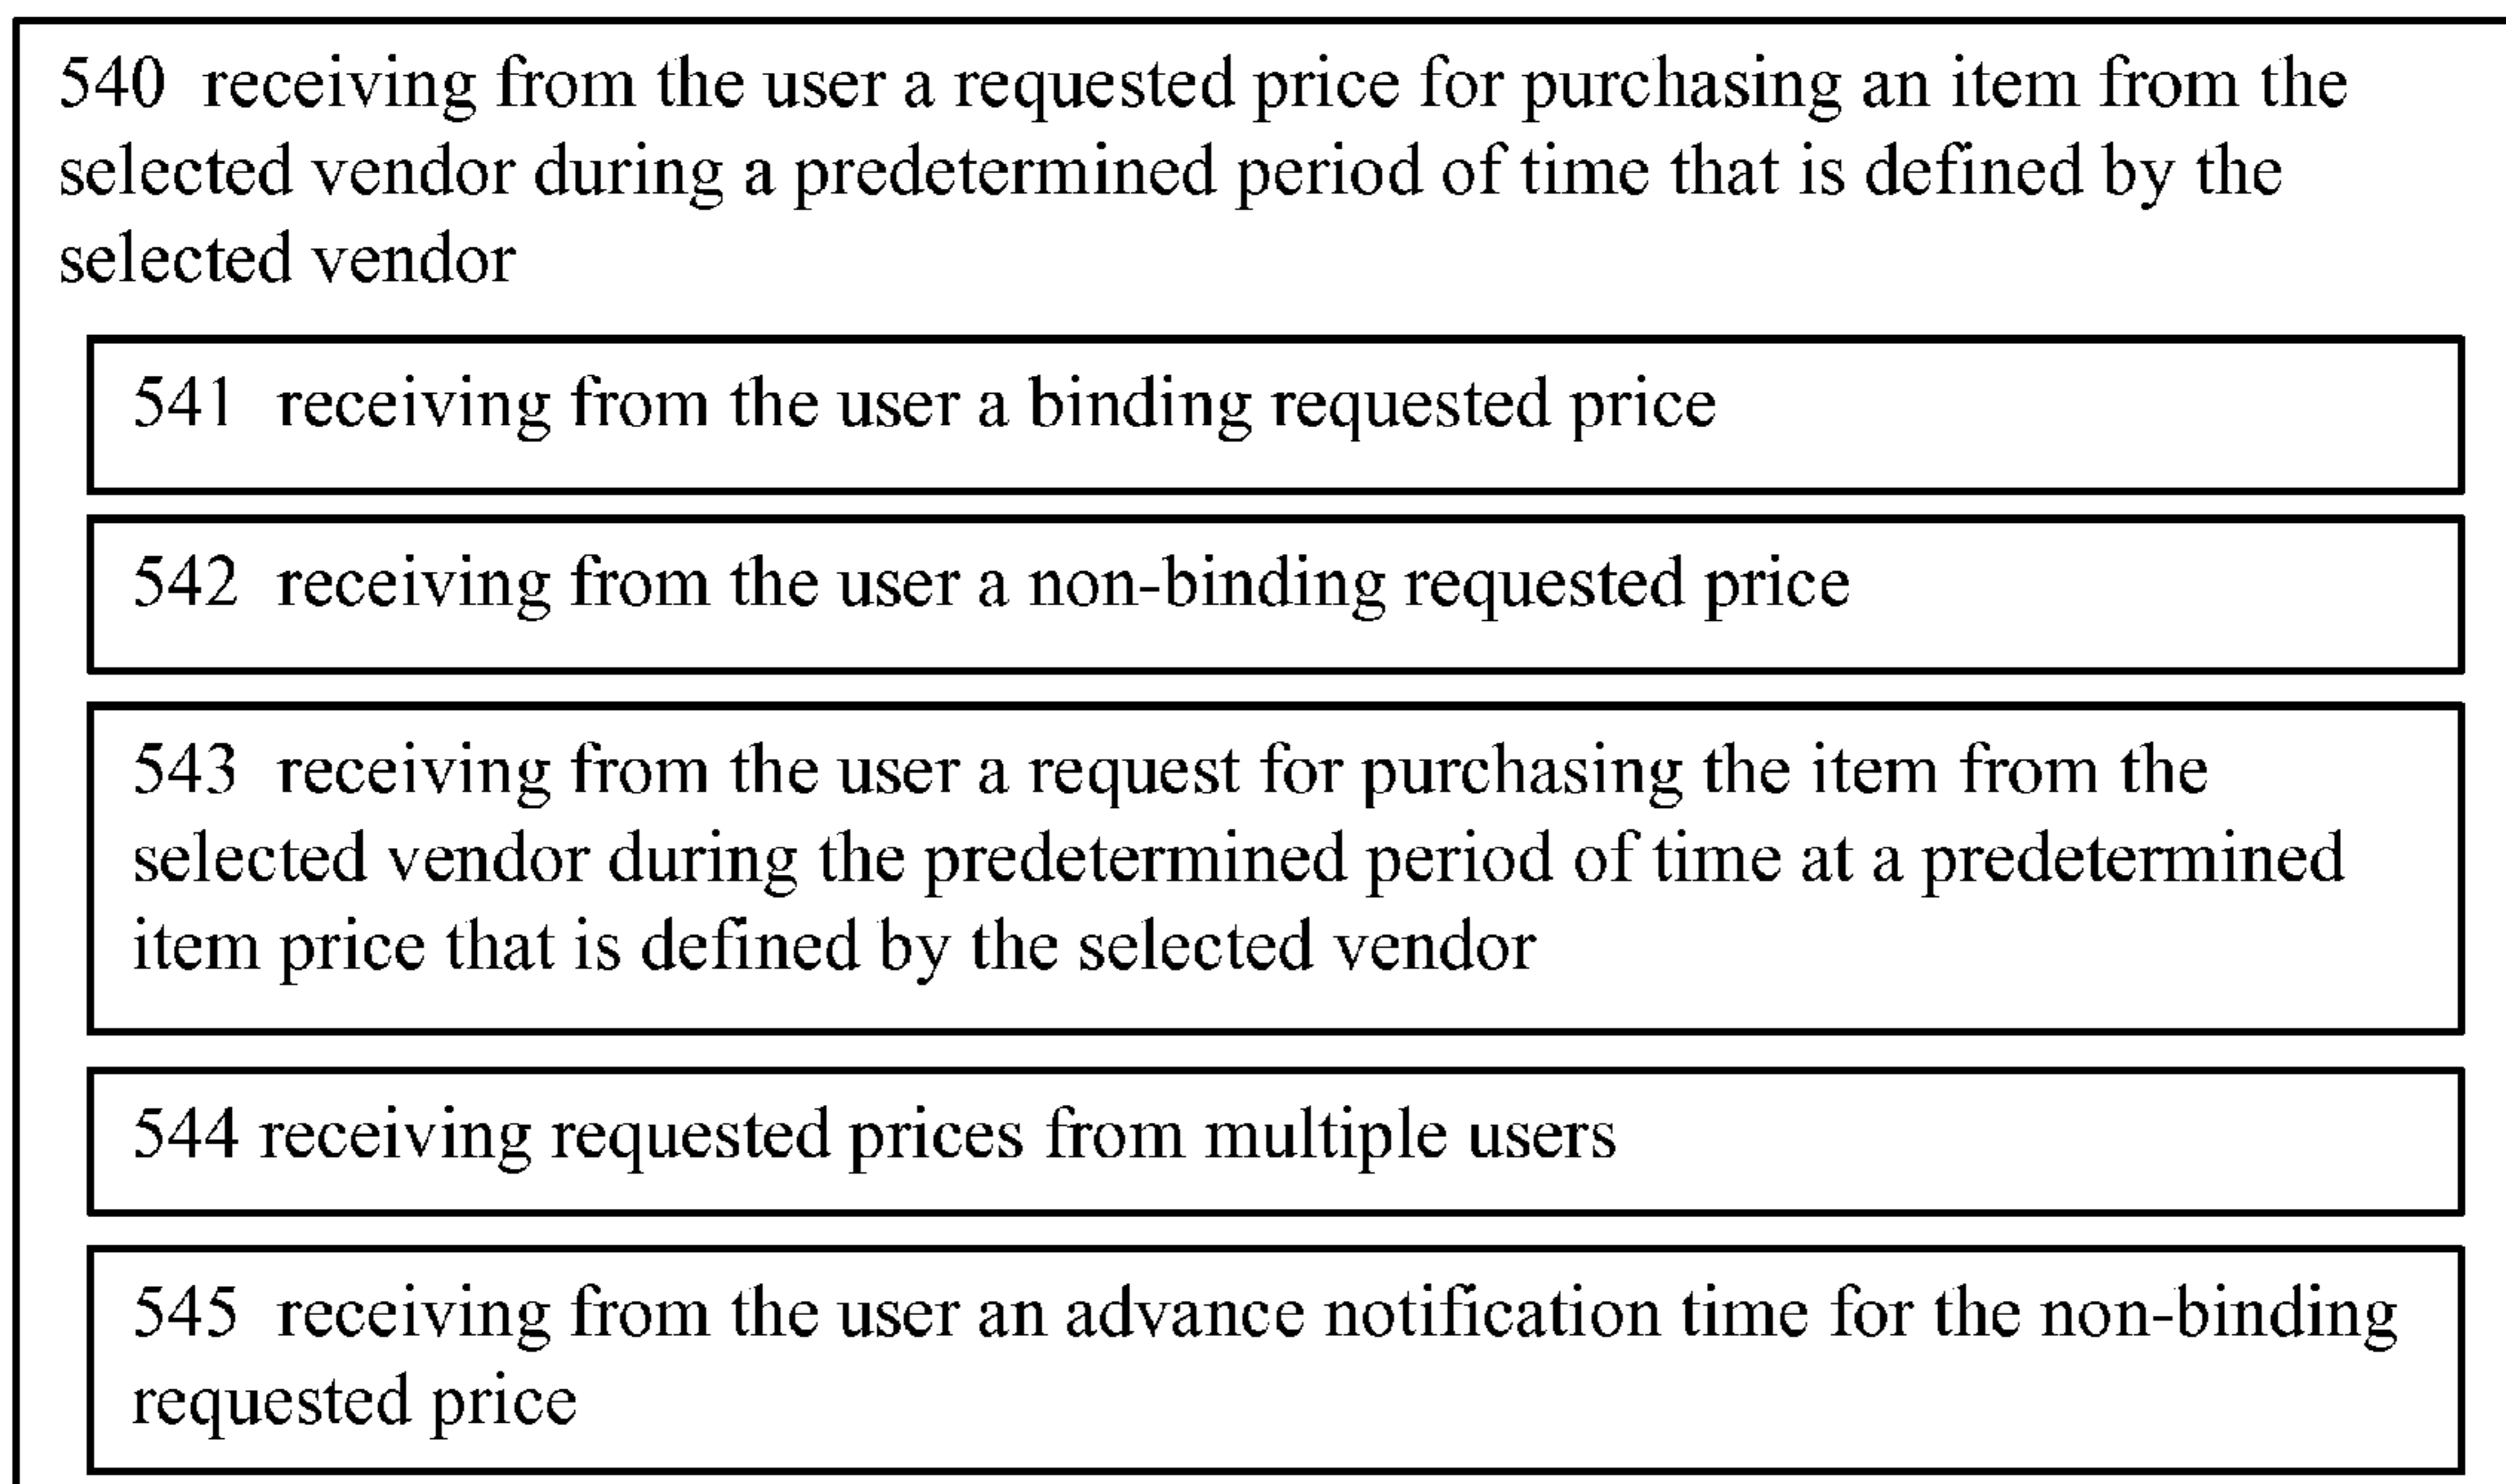 540 receiving from the user a requested price for purchasing an item from the
selected vendor during a predetermined period of time that is defined by the
selected vendor
541 receiving from the user a binding requested price
542 receiving from the user a non-binding requested price
543 receiving from the user a request for purchasing the item from the
selected vendor during the predetermined period of time at a predetermined
item price that is defined by the selected vendor
544 receiving requested prices from multiple users
545 receiving from the user an advance notification time for the non-binding
requested price